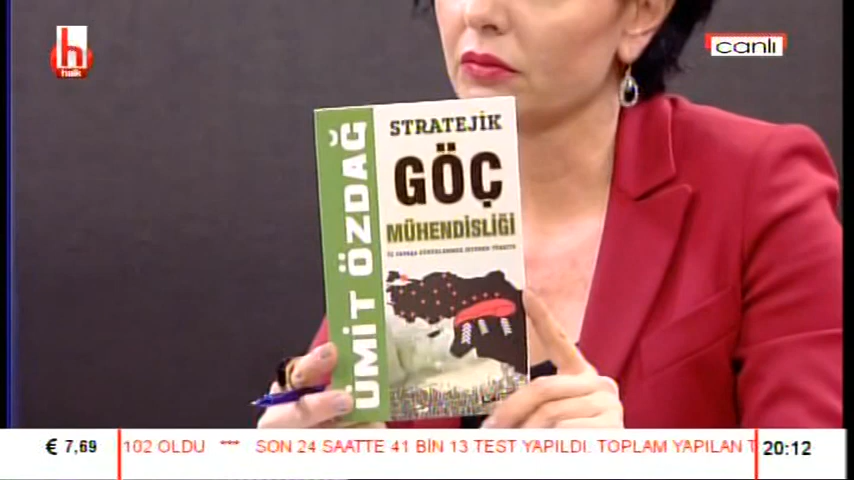 halk
canlı
ÜMİT ÖZDAĞ
STRATEJİK
GÖÇ
MÜHENDİSLİĞİ
€ 7,69
102 OLDU *** SON 24 SAATTE 41 BİN 13 TEST YAPILDI. TOPLAM YAPILAN T
20:12